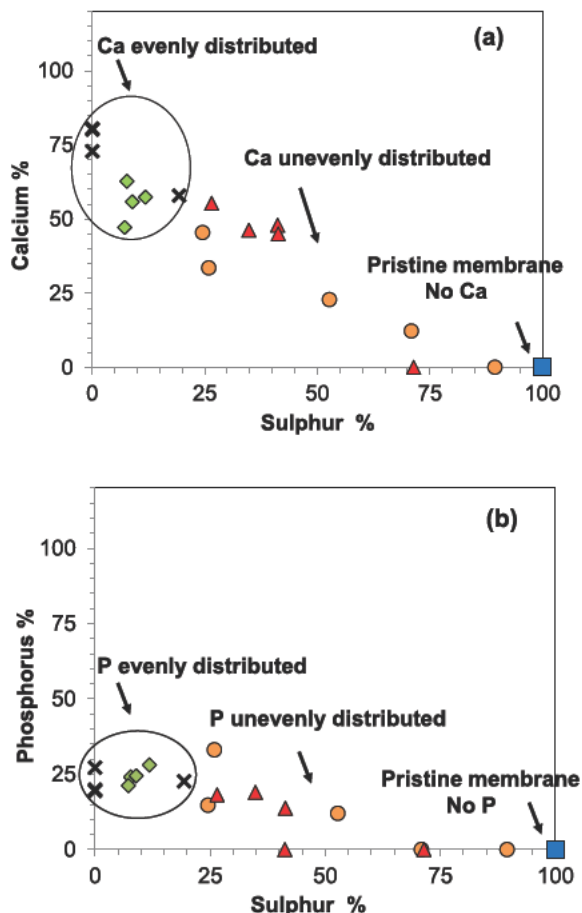 (a)
Ca evenly distributed
100
75
50
25
0
Calcium %
Ca unevenly distributed
Pristine membrane
No Ca
0 25 50 75 100
Sulphur %
(b)
100
75
50
25
0
Phosphorus %
P evenly distributed
P unevenly distributed
Pristine membrane
No P
0 25 50 75 100
Sulphur %